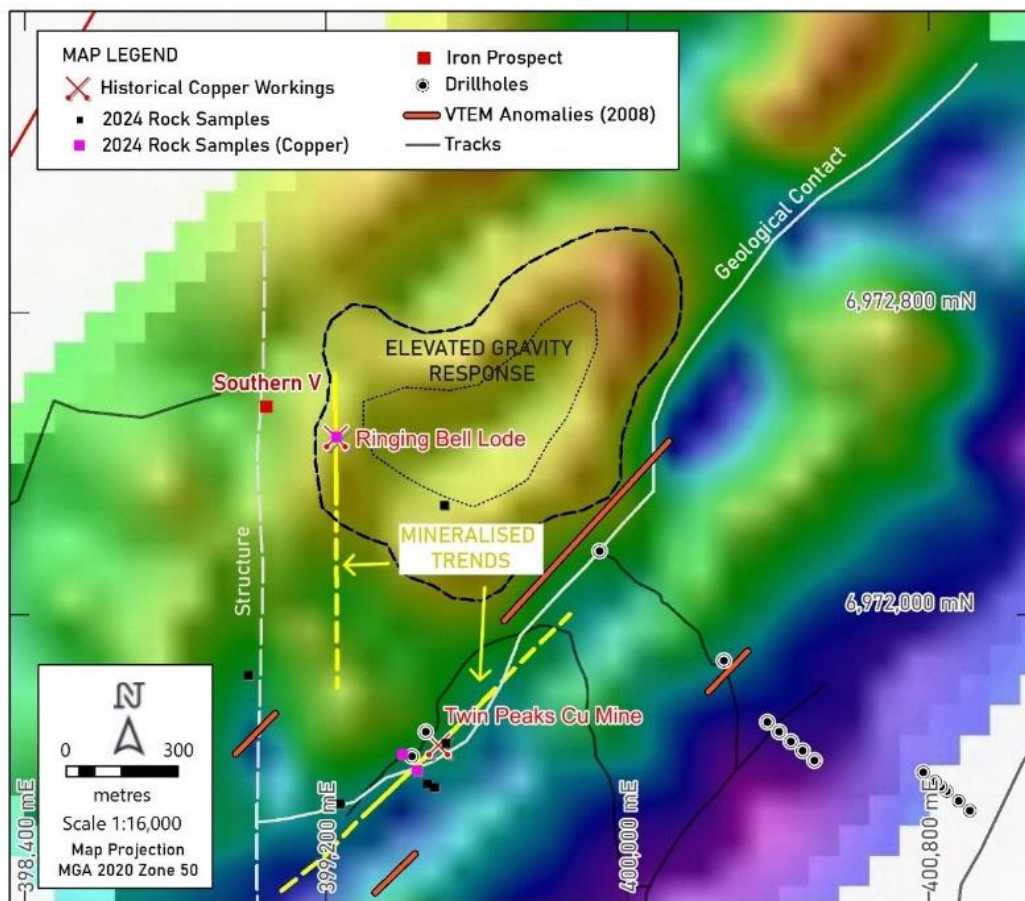 MAP LEGEND
Historical Copper Workings
2024 Rock Samples
2024 Rock Samples (Copper)
Iron Prospect
Drillholes
VTEM Anomalies (2008)
Tracks
Geological Contact
6,972,800 mN
ELEVATED GRAVITY
RESPONSE
Southern V
Ringing Bell Lode
MINERALISED
TRENDS
Structure
6,972,000 mN
Twin Peaks Cu Mine
N
0 300
metres
Scale 1:16,000
Map Projection
MGA 2020 Zone 50
398,400 mE
399,200 mE
400,000 mE
400,800 mE